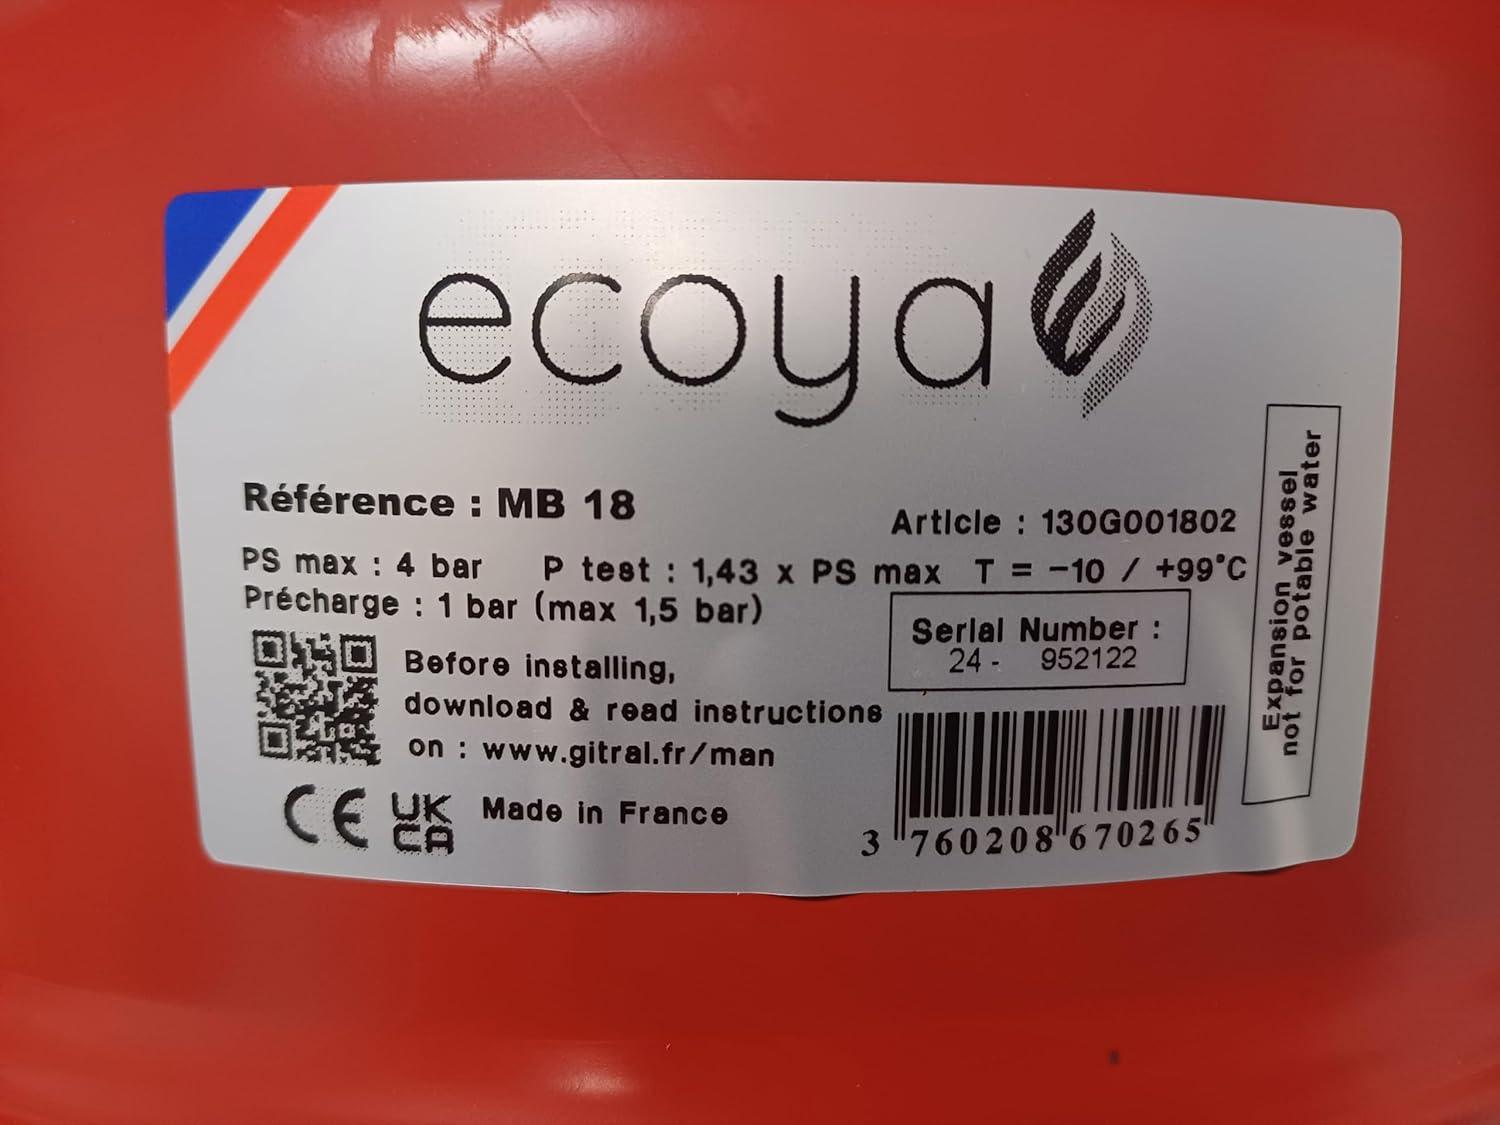 ecoya
Référence : MB 18
Article : 130G001802
PS max : 4 bar P test : 1,43 x PS max T = -10 / +99°C
Précharge : 1 bar (max 1,5 bar)
Serial Number :
24 - 952122
Before installing,
download & read instructions
on : www.gitral.fr/man
CE UK
CA
Made in France
3 760208 670265
Expansion vessel
not for potable water